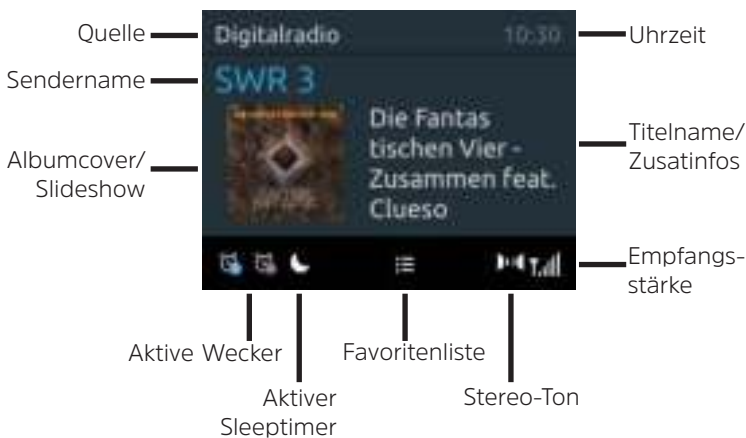 Quelle
Digitalradio
10:30
Uhrzeit
Sendername
SWR 3
Albumcover/
Slideshow
Die Fantas
tischen Vier -
Zusammen feat.
Clueso
Titelname/
Zusatinfos
Empfangs-
stärke
Aktive Wecker
Favoritenliste
Aktiver
Sleeptimer
Stereo-Ton